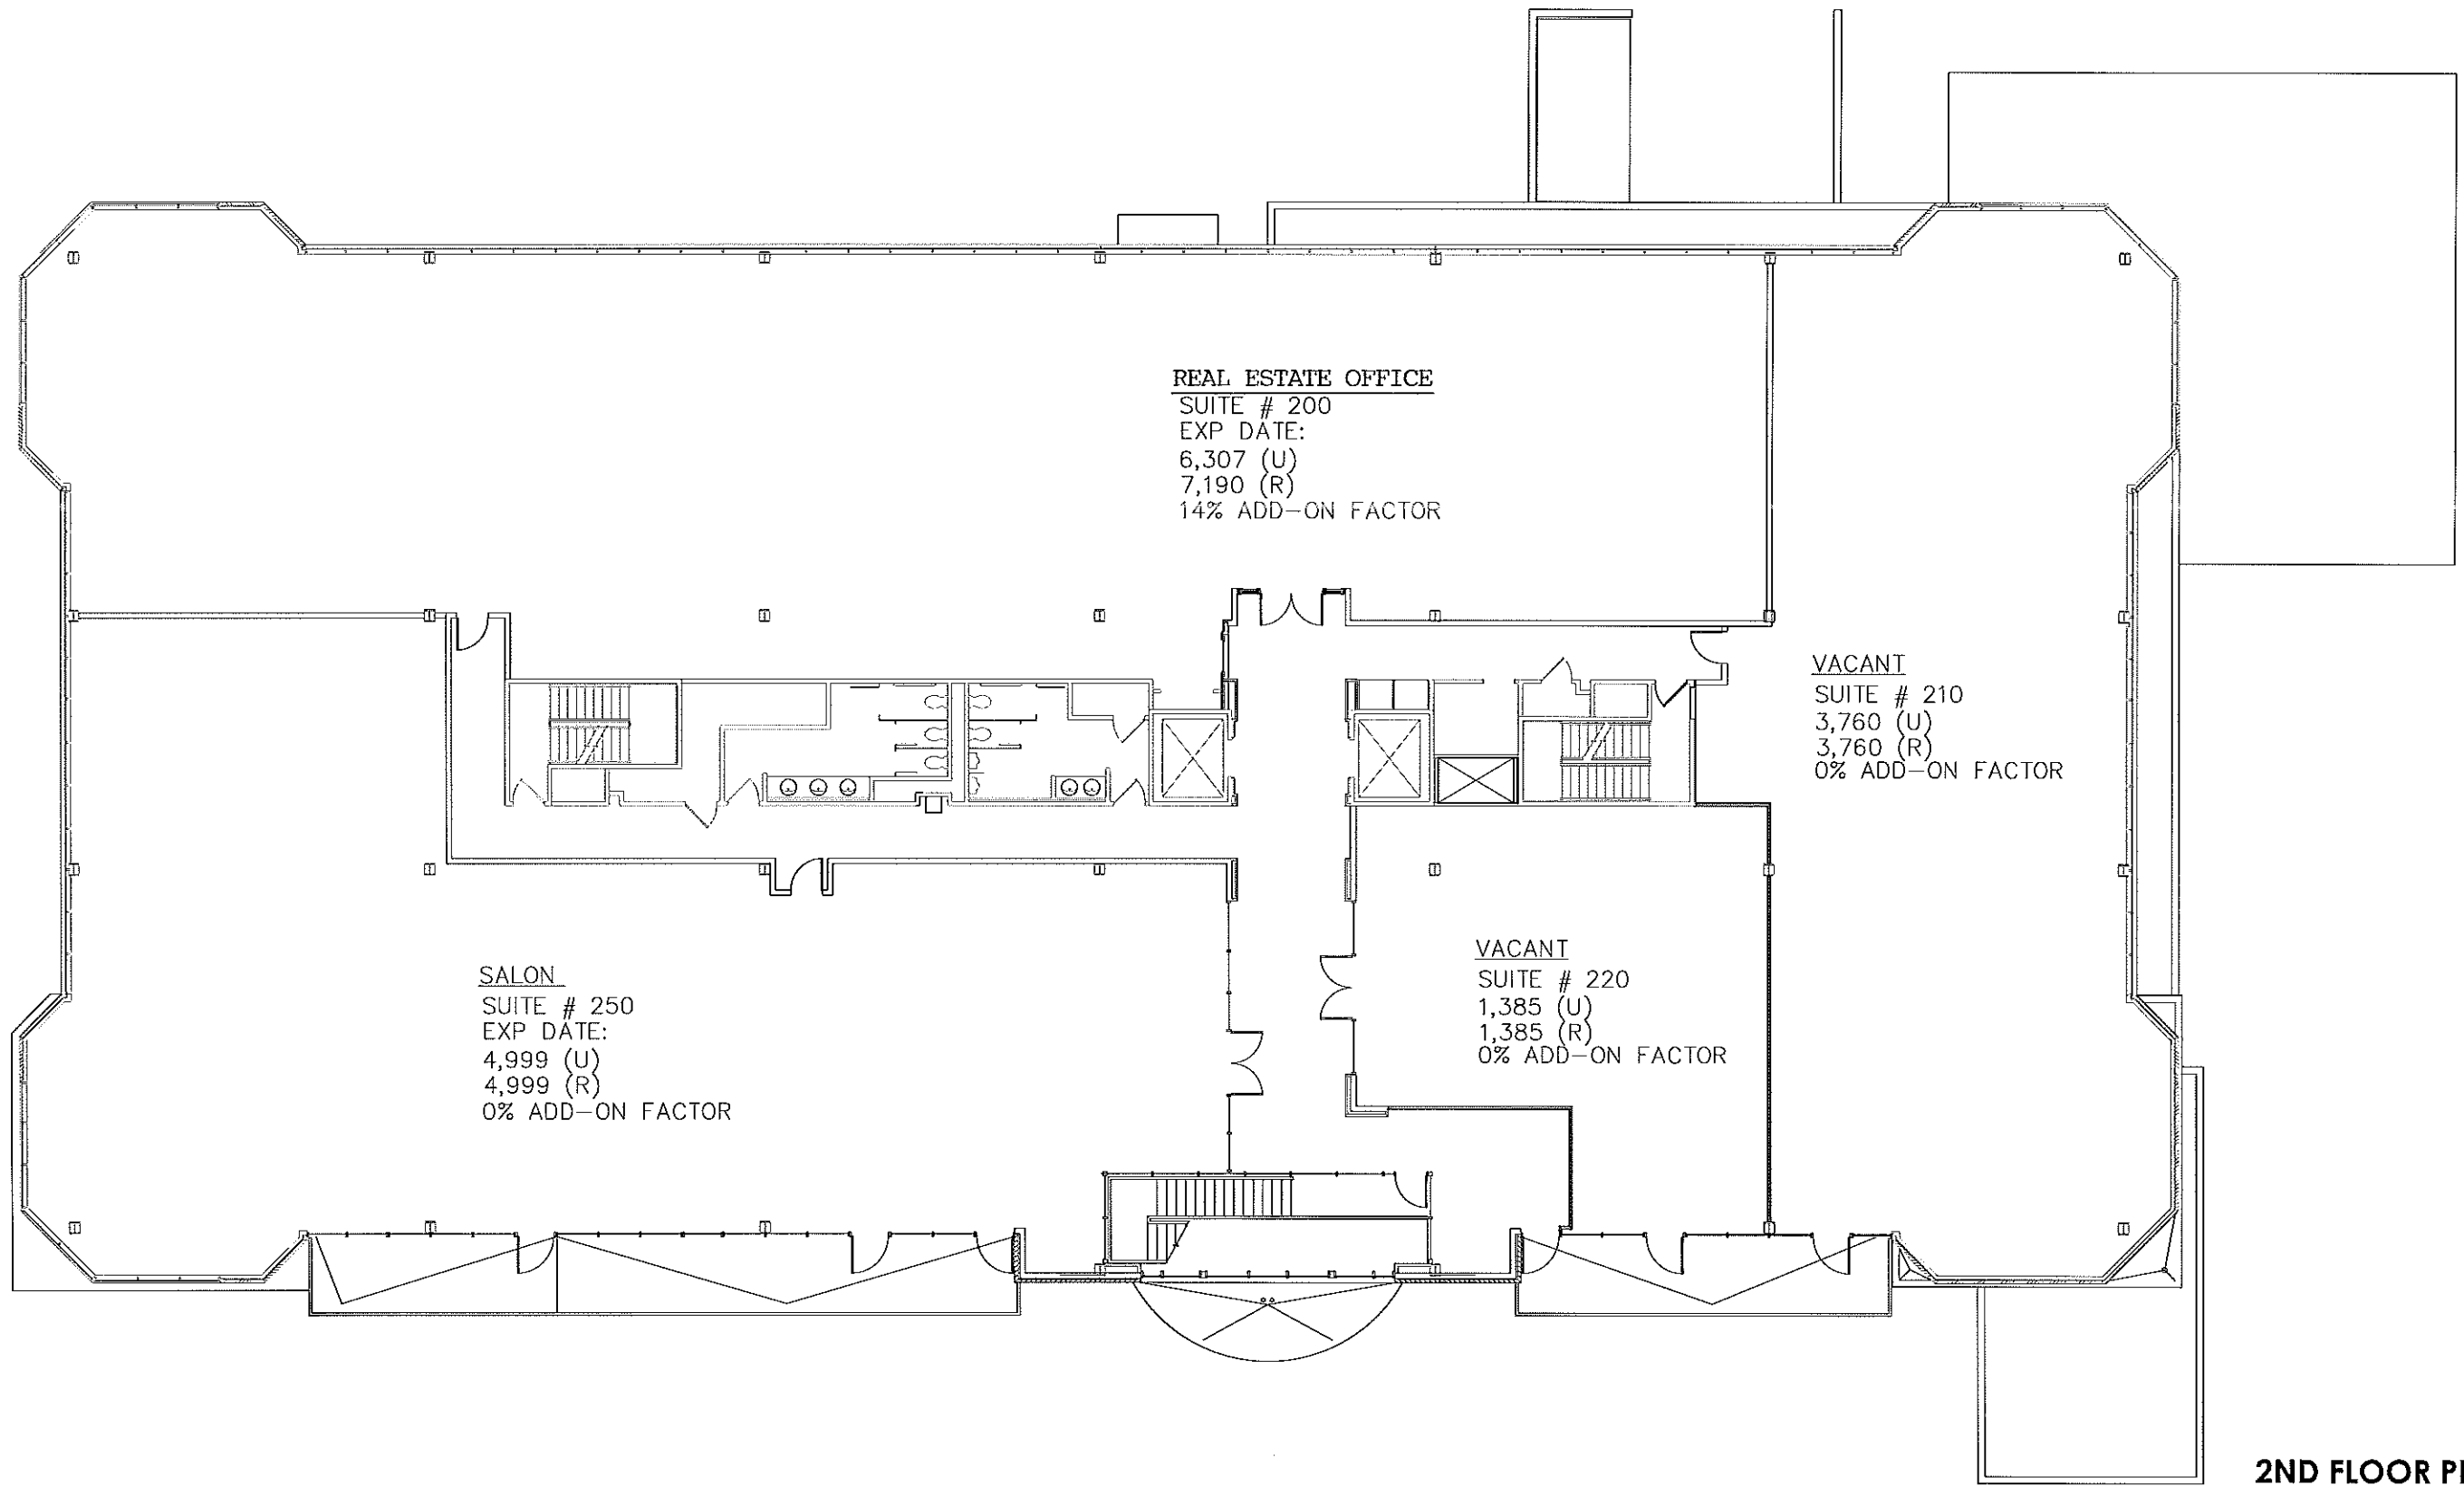 REAL ESTATE OFFICE
SUITE # 200
EXP DATE:
6,307 (U)
7,190 (R)
14% ADD-ON FACTOR
VACANT
SUITE # 210
3,760 (U)
3,760 (R)
0% ADD-ON FACTOR
SALON
SUITE # 250
EXP DATE:
4,999 (U)
4,999 (R)
0% ADD-ON FACTOR
VACANT
SUITE # 220
1,385 (U)
1,385 (R)
0% ADD-ON FACTOR
2ND FLOOR